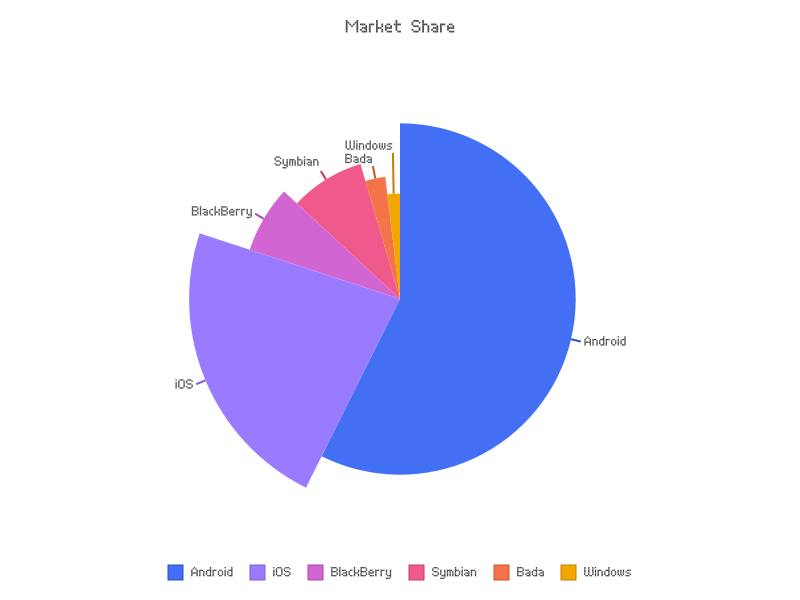 Market Share
Windows
Bada
Symbian
BlackBerry
Android
iOS
Android iOS BlackBerry Symbian Bada Windows